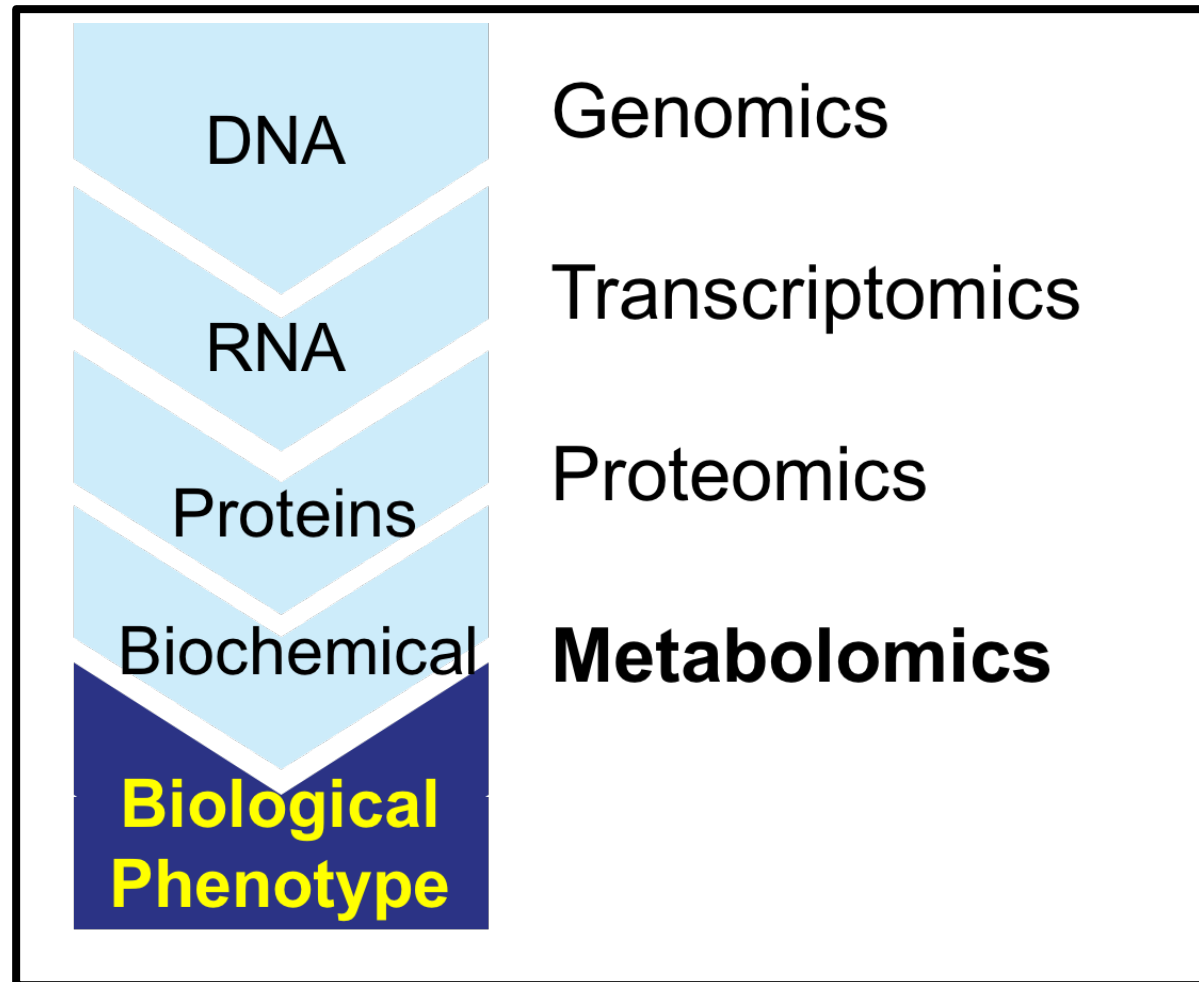 DNA
Genomics
RNA
Transcriptomics
Proteins
Proteomics
Biochemical
Metabolomics
Biological
Phenotype